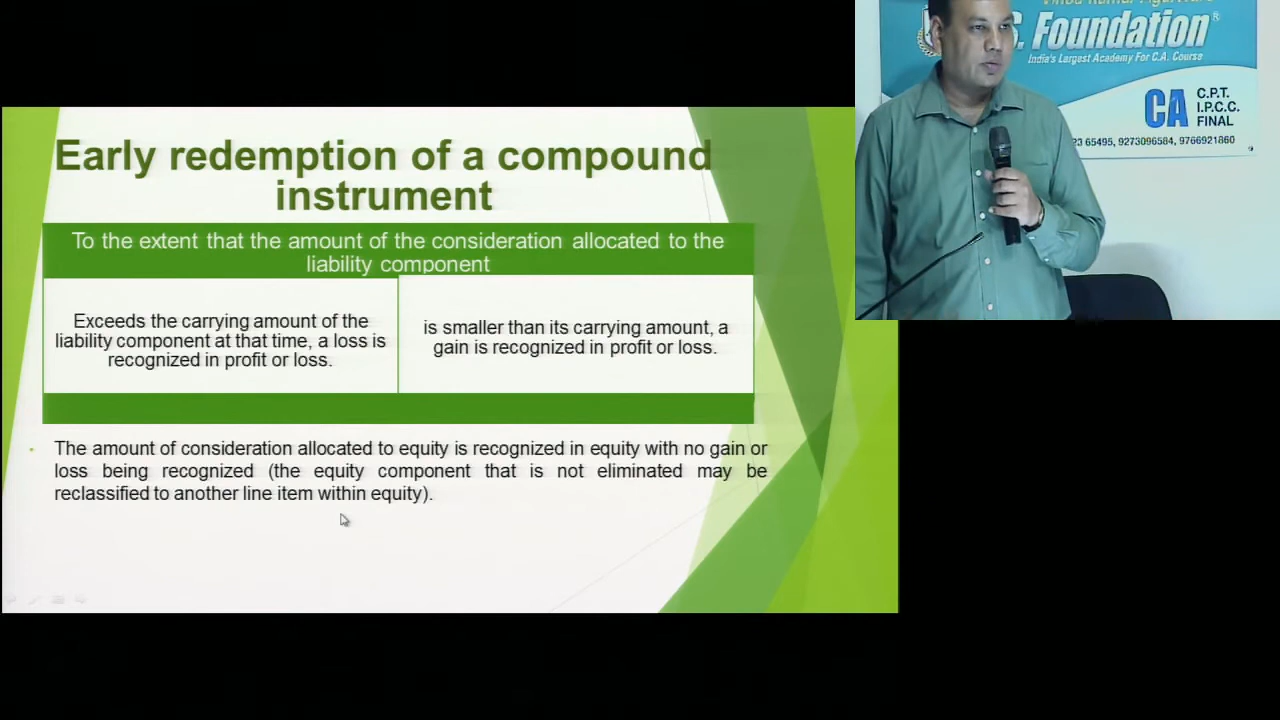 Early redemption of a compound
instrument
To the extent that the amount of the consideration allocated to the
liability component
Exceeds the carrying amount of the
liability component at that time, a loss is
recognized in profit or loss.
is smaller than its carrying amount, a
gain is recognized in profit or loss.
The amount of consideration allocated to equity is recognized in equity with no gain or
loss being recognized (the equity component that is not eliminated may be
reclassified to another line item within equity).
S. Foundation®
India's Largest Academy For C.A. Course
CA
C.P.T.
I.P.C.C.
FINAL
65495, 9273096584, 9766921860